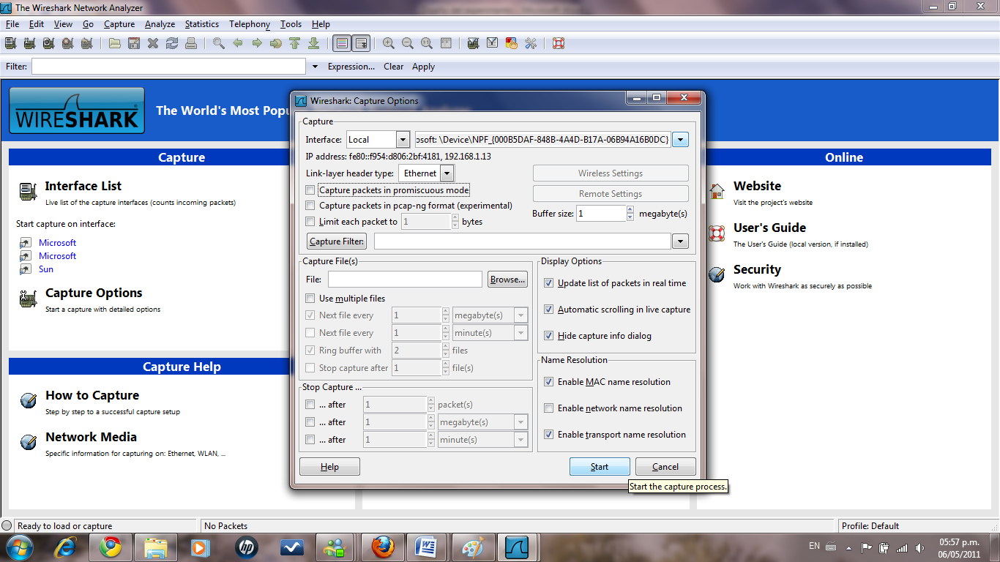 The Wireshark Network Analyzer
File Edit View Go Capture Analyze Statistics Telephony Tools Help
Filter: Expression... Clear Apply
WIRESHARK
The World's Most Popu
Capture
Interface List
Live list of the capture interfaces (counts incoming packets)
Start capture on interface:
Microsoft
Microsoft
Sun
Capture Options
Start a capture with detailed options
Capture Help
How to Capture
Step by step to a successful capture setup
Network Media
Specific information for capturing on: Ethernet, WLAN, ...
Wireshark: Capture Options
Capture
Interface: Local osoft: \Device\NPF_{000B5DAF-848B-4A4D-B17A-06B94A16B0DC}
IP address: fe80::f954:d806:2bf:4181, 192.168.1.13
Link-layer header type: Ethernet
Wireless Settings
Capture packets in promiscuous mode
Remote Settings
Capture packets in pcap-ng format (experimental)
Limit each packet to 1 bytes
Buffer size: 1 megabyte(s)
Capture Filter:
Capture File(s)
File: Browse...
Use multiple files
Next file every 1 megabyte(s)
Next file every 1 minute(s)
Ring buffer with 2 files
Stop capture after 1 file(s)
Stop Capture ...
... after 1 packet(s)
... after 1 megabyte(s)
... after 1 minute(s)
Display Options
Update list of packets in real time
Automatic scrolling in live capture
Hide capture info dialog
Name Resolution
Enable MAC name resolution
Enable network name resolution
Enable transport name resolution
Help Start Cancel
Start the capture process.
Online
Website
Visit the project's website
User's Guide
The User's Guide (local version, if installed)
Security
Work with Wireshark as securely as possible
Ready to load or capture No Packets Profile: Default
hp
W
EN
05:57 p.m.
06/05/2011